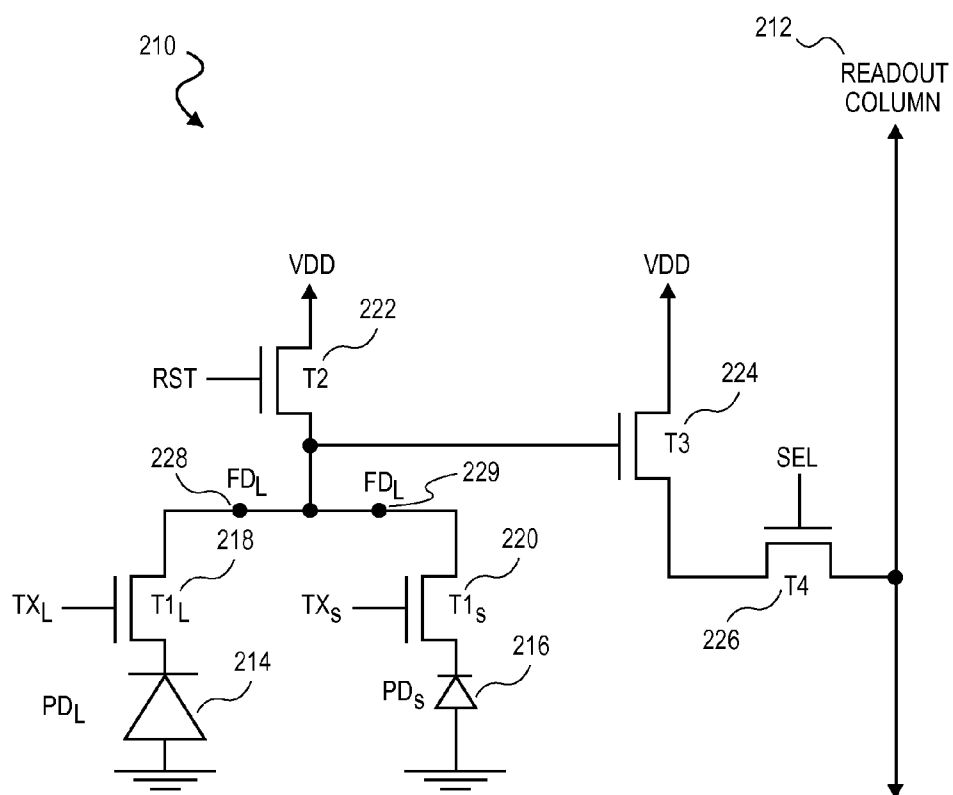 210
212
READOUT
COLUMN
VDD
VDD
222
RST
T2
224
T3
SEL
228
FDL
FDL
229
218
220
TXL
T1L
TXS
T1S
T4
226
214
216
PDL
PDS